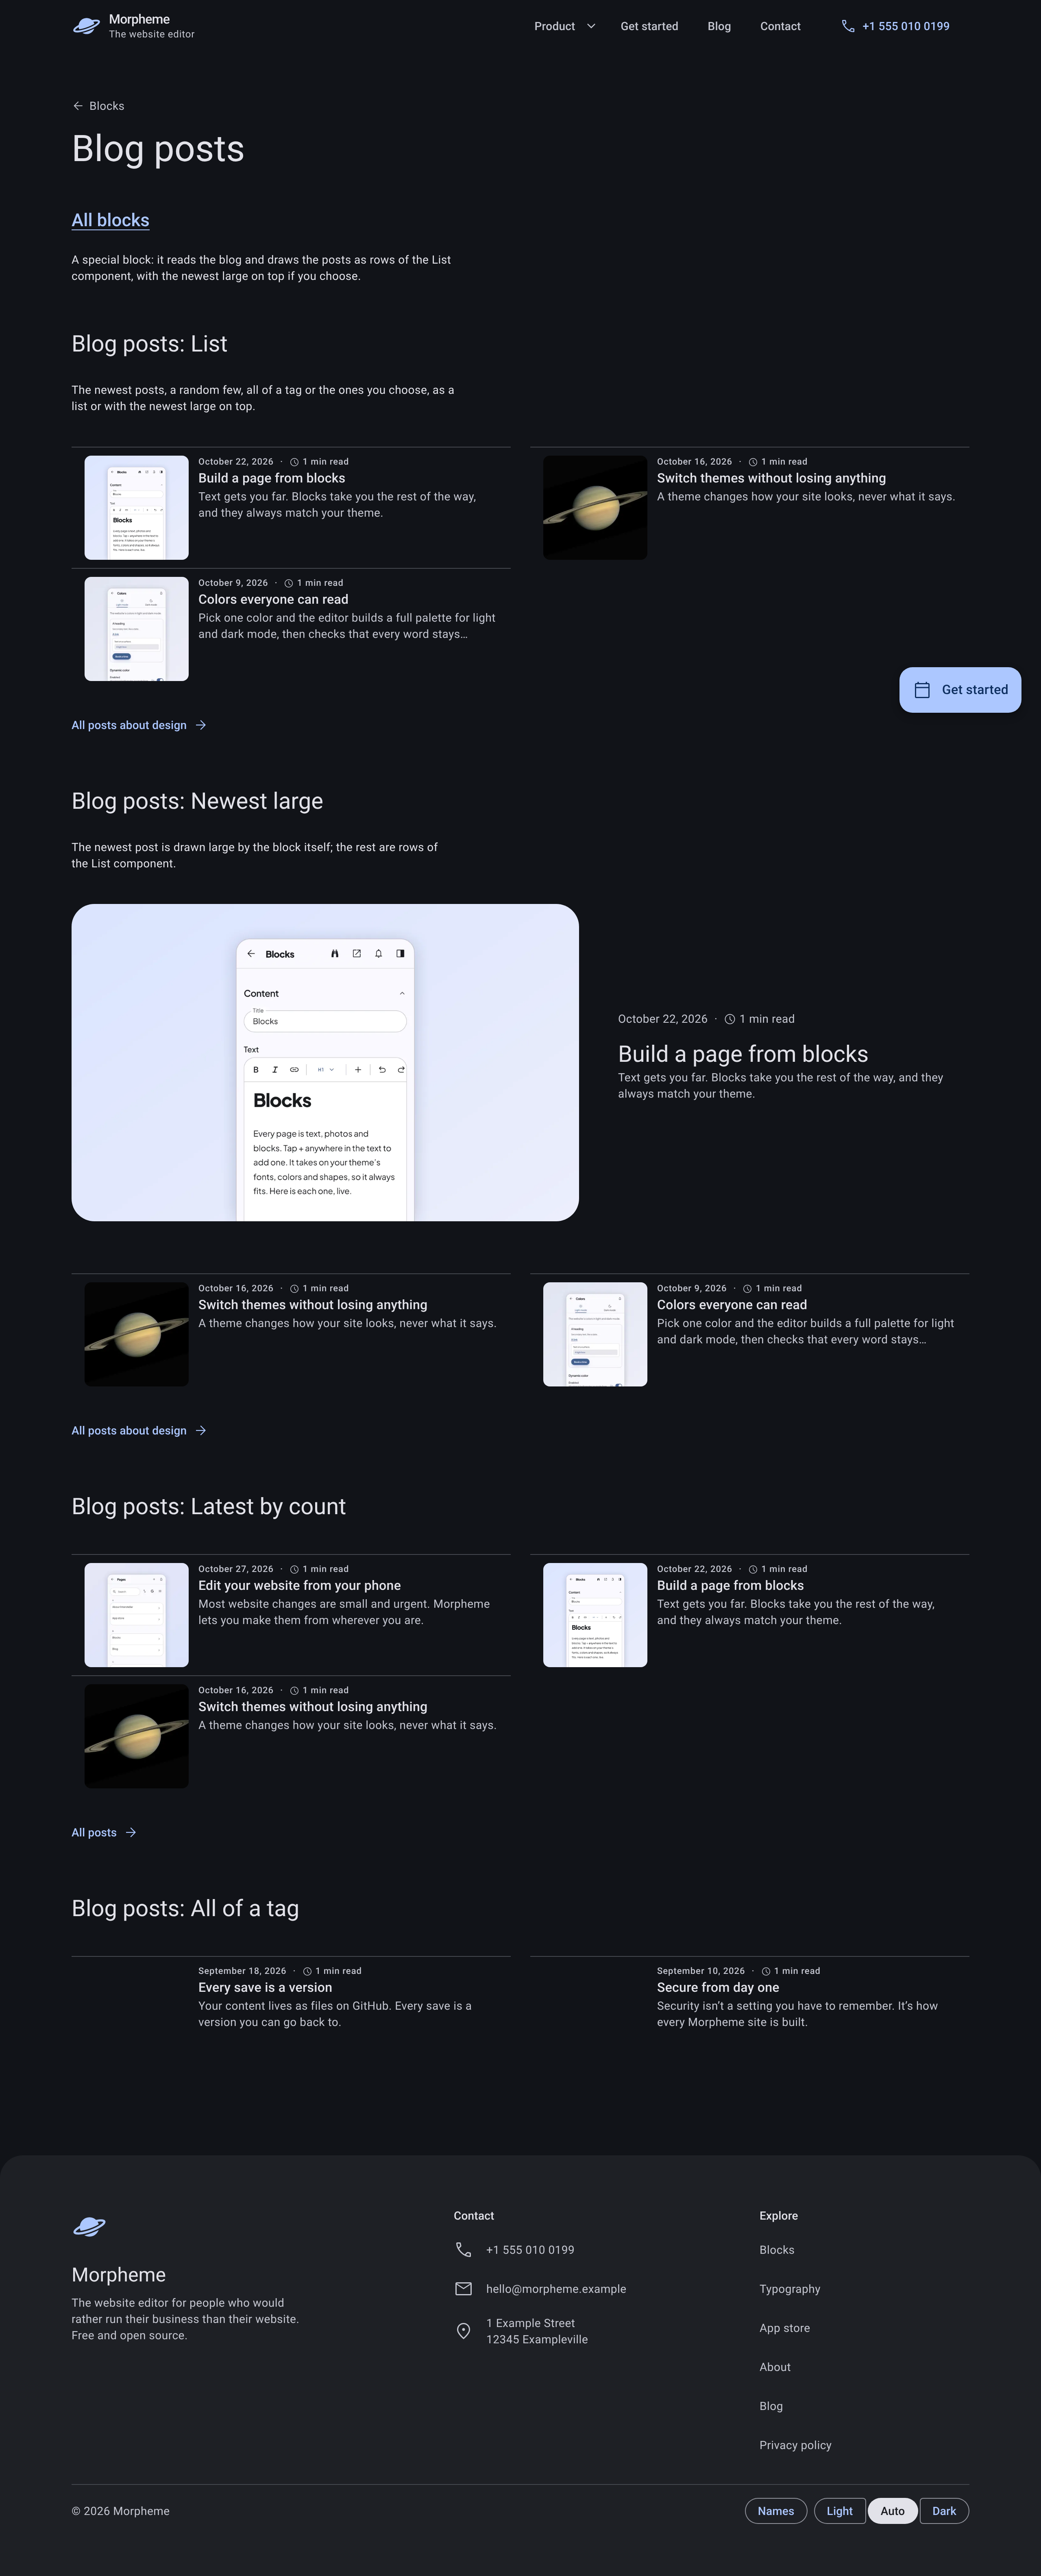 Morpheme
The website editor
Product
Get started
Blog
Contact
+1 555 010 0199
Blocks
Blog posts
All blocks
A special block: it reads the blog and draws the posts as rows of the List
component, with the newest large on top if you choose.
Blog posts: List
The newest posts, a random few, all of a tag or the ones you choose, as a
list or with the newest large on top.
October 22, 2026 · 1 min read
Build a page from blocks
Text gets you far. Blocks take you the rest of the way,
and they always match your theme.
October 16, 2026 · 1 min read
Switch themes without losing anything
A theme changes how your site looks, never what it says.
October 9, 2026 · 1 min read
Colors everyone can read
Pick one color and the editor builds a full palette for light
and dark mode, then checks that every word stays…
Get started
All posts about design
Blog posts: Newest large
The newest post is drawn large by the block itself; the rest are rows of
the List component.
Blocks
Content
Title
Blocks
Text
B I H1
Blocks
Every page is text, photos and
blocks. Tap + anywhere in the text to
add one. It takes on your theme's
fonts, colors and shapes, so it always
fits. Here is each one, live.
October 22, 2026 · 1 min read
Build a page from blocks
Text gets you far. Blocks take you the rest of the way, and they
always match your theme.
October 16, 2026 · 1 min read
Switch themes without losing anything
A theme changes how your site looks, never what it says.
October 9, 2026 · 1 min read
Colors everyone can read
Pick one color and the editor builds a full palette for light
and dark mode, then checks that every word stays…
All posts about design
Blog posts: Latest by count
October 27, 2026 · 1 min read
Edit your website from your phone
Most website changes are small and urgent. Morpheme
lets you make them from wherever you are.
October 22, 2026 · 1 min read
Build a page from blocks
Text gets you far. Blocks take you the rest of the way,
and they always match your theme.
October 16, 2026 · 1 min read
Switch themes without losing anything
A theme changes how your site looks, never what it says.
All posts
Blog posts: All of a tag
September 18, 2026 · 1 min read
Every save is a version
Your content lives as files on GitHub. Every save is a
version you can go back to.
September 10, 2026 · 1 min read
Secure from day one
Security isn’t a setting you have to remember. It’s how
every Morpheme site is built.
Morpheme
The website editor for people who would
rather run their business than their website.
Free and open source.
Contact
+1 555 010 0199
hello@morpheme.example
1 Example Street
12345 Exampleville
Explore
Blocks
Typography
App store
About
Blog
Privacy policy
© 2026 Morpheme
Names
Light
Auto
Dark